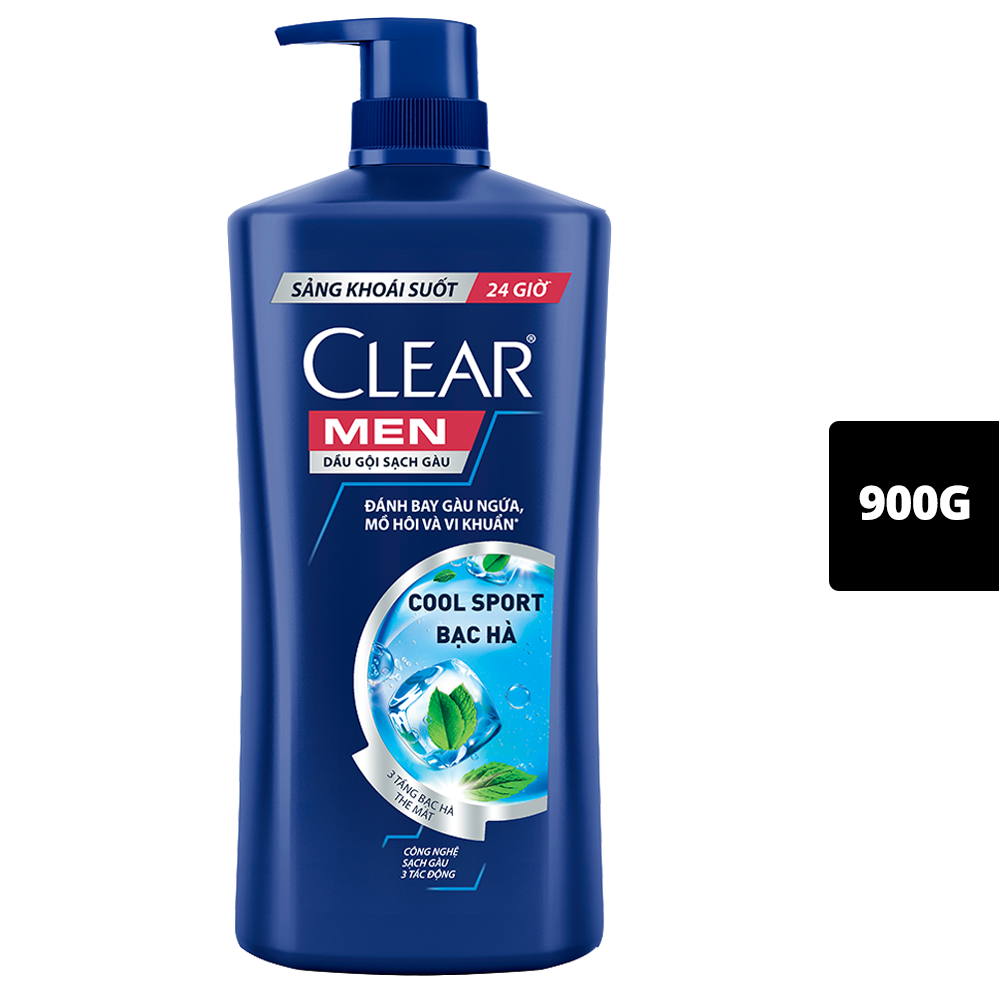 SẢNG KHOÁI SUỐT 24 GIỜ*
CLEAR®
MEN
DẦU GỘI SẠCH GÀU
ĐÁNH BAY GÀU NGỨA,
MỒ HÔI VÀ VI KHUẨN*
COOL SPORT
BẠC HÀ
3 TẦNG BẠC HÀ
THE MÁT
CÔNG NGHỆ
SẠCH GÀU
3 TÁC ĐỘNG
900G